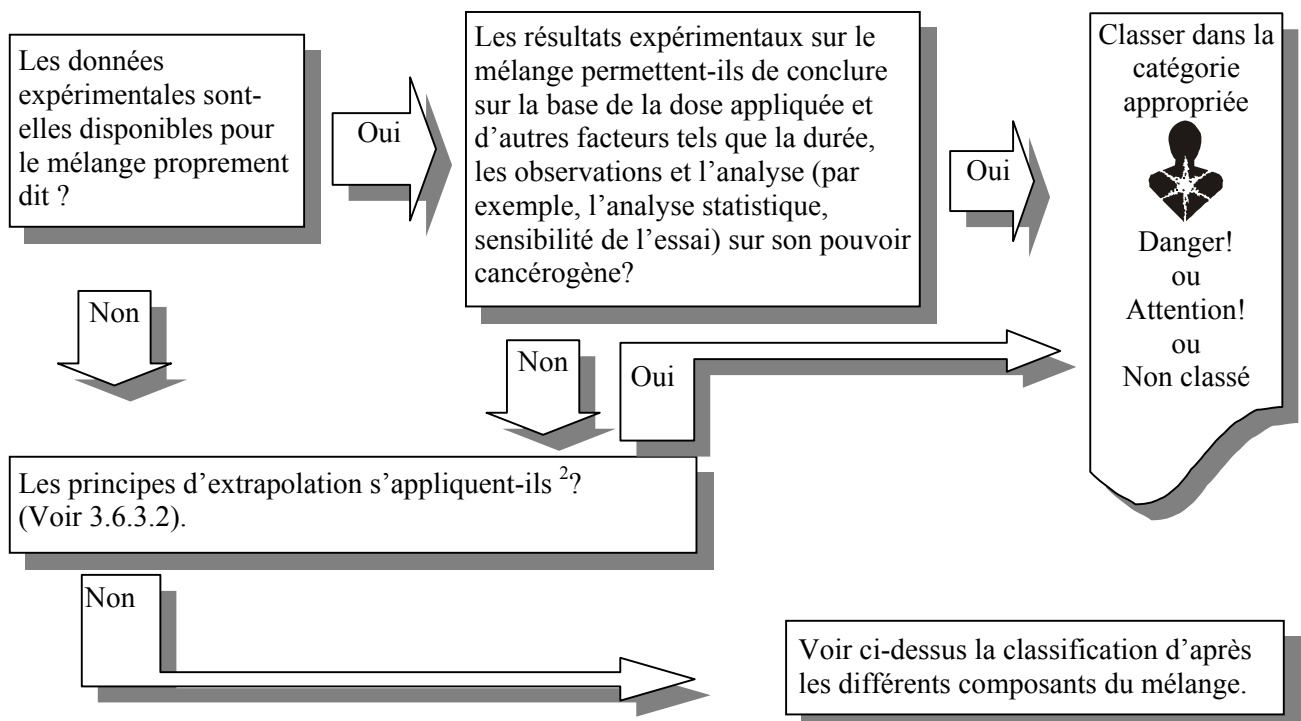 Les données
expérimentales sont-
elles disponibles pour
le mélange proprement
dit ?
Oui
Les résultats expérimentaux sur le
mélange permettent-ils de conclure
sur la base de la dose appliquée et
d'autres facteurs tels que la durée,
les observations et l'analyse (par
exemple, l'analyse statistique,
sensibilité de l'essai) sur son pouvoir
cancérogène?
Oui
Classer dans la
catégorie
appropriée
Danger!
ou
Attention!
ou
Non classé
Non
Non
Oui
Les principes d'extrapolation s'appliquent-ils ²?
(Voir 3.6.3.2).
Non
Voir ci-dessus la classification d'après
les différents composants du mélange.